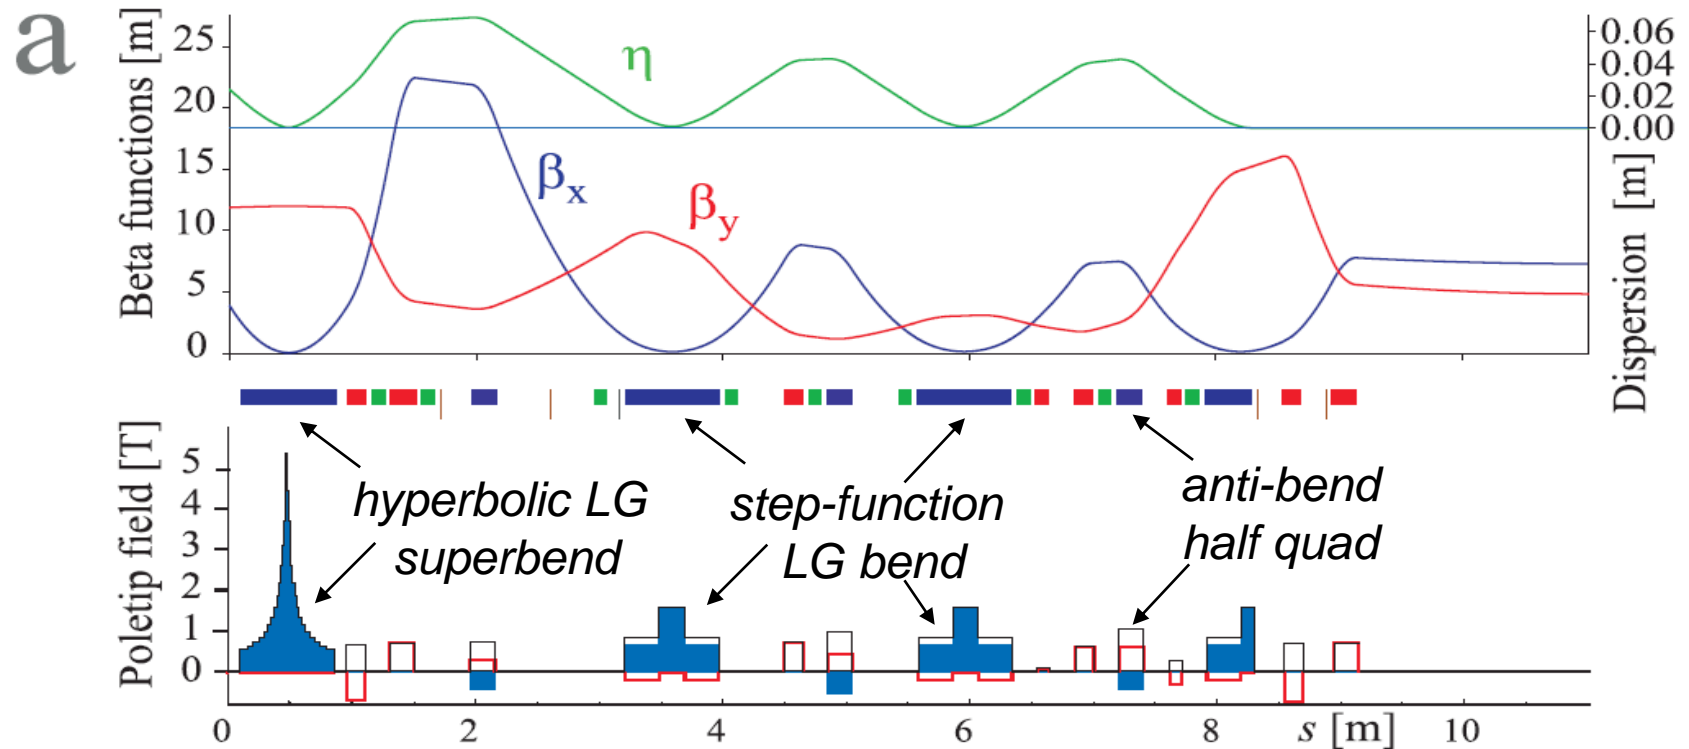 a
Beta functions [m]
25
20
15
10
5
0
η
βx
βy
0.06
0.04
0.02
0.00
Dispersion [m]
Poletip field [T]
5
4
3
2
1
0
hyperbolic LG
superbend
step-function
LG bend
anti-bend
half quad
0 2 4 6 8 s [m] 10